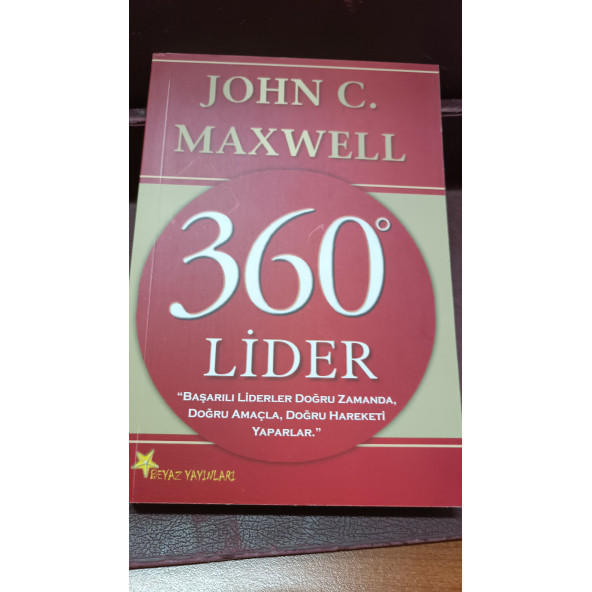 JOHN C.
MAXWELL
360°
LİDER
“BAŞARILI LİDERLER DOĞRU ZAMANDA,
DOĞRU AMAÇLA, DOĞRU HAREKETİ
YAPARLAR.”
BEYAZ YAYINLARI